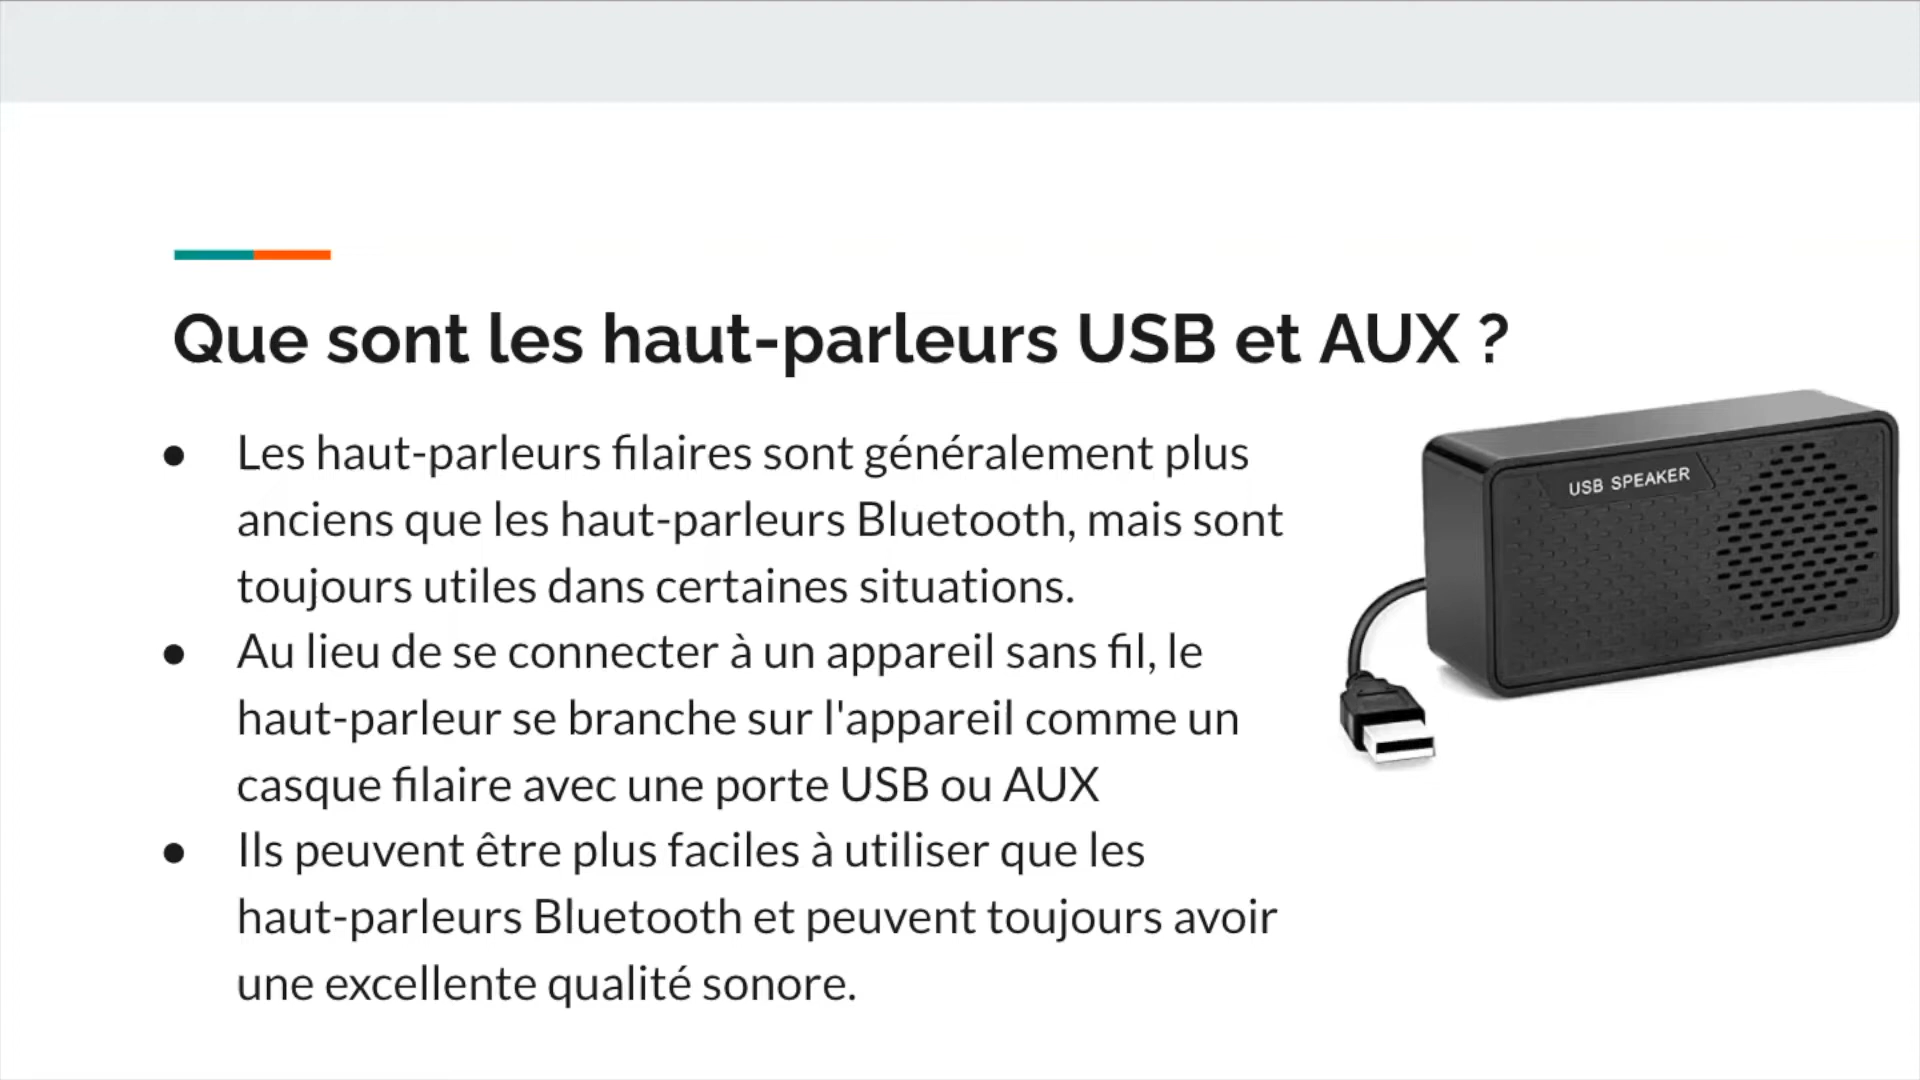 Que sont les haut-parleurs USB et AUX ?
● Les haut-parleurs filaires sont généralement plus
anciens que les haut-parleurs Bluetooth, mais sont
toujours utiles dans certaines situations.
● Au lieu de se connecter à un appareil sans fil, le
haut-parleur se branche sur l'appareil comme un
casque filaire avec une porte USB ou AUX
● Ils peuvent être plus faciles à utiliser que les
haut-parleurs Bluetooth et peuvent toujours avoir
une excellente qualité sonore.
USB SPEAKER